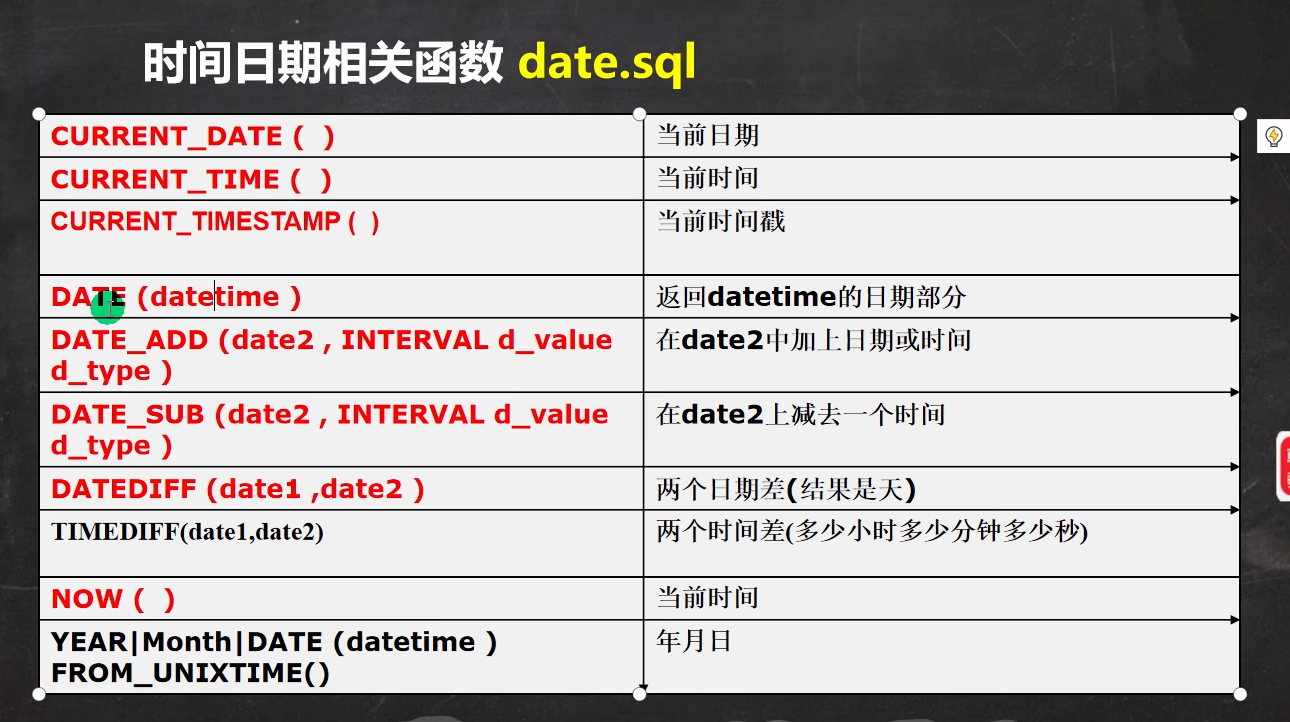 时间日期相关函数 date.sql
CURRENT_DATE (  )
当前日期
CURRENT_TIME (  )
当前时间
CURRENT_TIMESTAMP (  )
当前时间戳
DATE (datetime )
返回datetime的日期部分
DATE_ADD (date2 , INTERVAL d_value
d_type )
在date2中加上日期或时间
DATE_SUB (date2 , INTERVAL d_value
d_type )
在date2上减去一个时间
DATEDIFF (date1 ,date2 )
两个日期差(结果是天)
TIMEDIFF(date1,date2)
两个时间差(多少小时多少分钟多少秒)
NOW (  )
当前时间
YEAR|Month|DATE (datetime )
FROM_UNIXTIME()
年月日